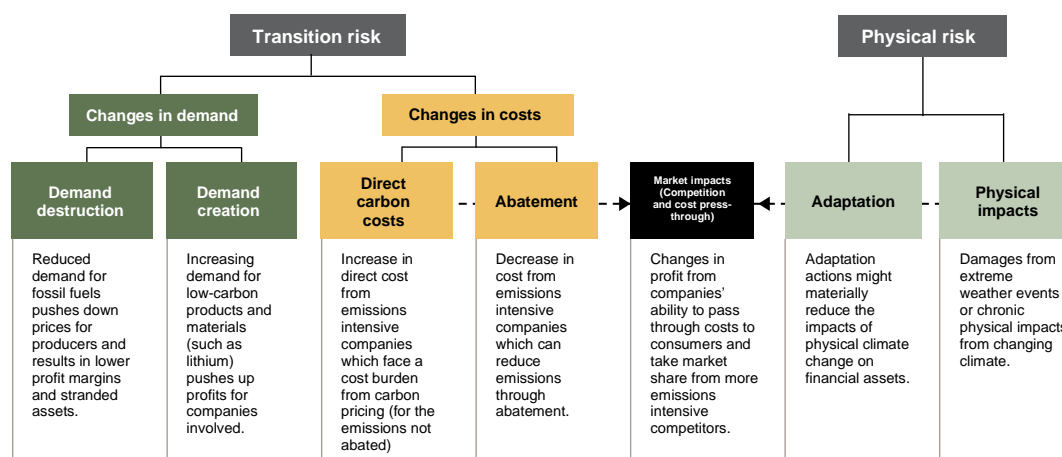 Transition risk
Physical risk
Changes in demand
Changes in costs
Demand
destruction
Demand
creation
Direct
carbon
costs
Abatement
Market impacts
(Competition
and cost press-
through)
Adaptation
Physical
impacts
Reduced
demand for
fossil fuels
pushes down
prices for
producers and
results in lower
profit margins
and stranded
assets.
Increasing
demand for
low-carbon
products and
materials
(such as
lithium)
pushes up
profits for
companies
involved.
Increase in
direct cost
from
emissions
intensive
companies
which face a
cost burden
from carbon
pricing (for the
emissions not
abated)
Decrease in
cost from
emissions
intensive
companies
which can
reduce
emissions
through
abatement.
Changes in
profit from
companies’
ability to pass
through costs to
consumers and
take market
share from more
emissions
intensive
competitors.
Adaptation
actions might
materially
reduce the
impacts of
physical climate
change on
financial assets.
Damages from
extreme
weather events
or chronic
physical impacts
from changing
climate.